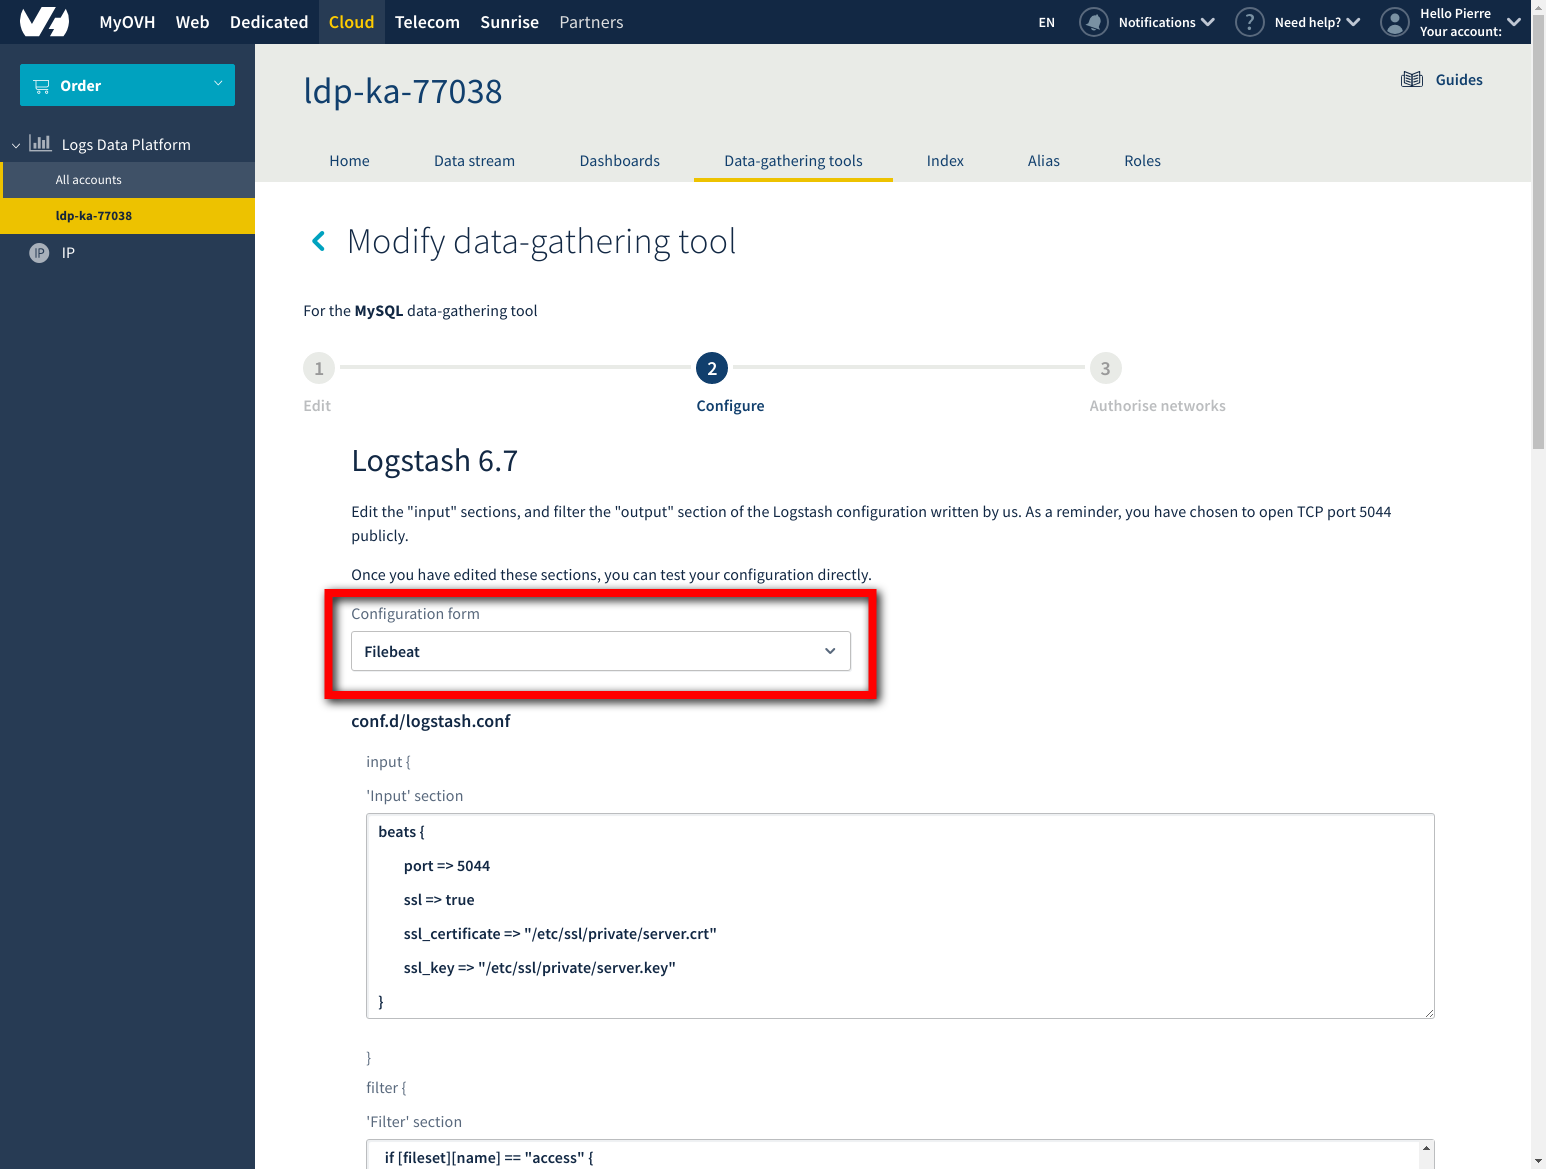 MyOVH Web Dedicated Cloud Telecom Sunrise Partners EN Notifications ? Need help? Hello Pierre
Your account:
Order
Logs Data Platform
All accounts
ldp-ka-77038
IP IP
ldp-ka-77038
Guides
Home Data stream Dashboards Data-gathering tools Index Alias Roles
Modify data-gathering tool
For the MySQL data-gathering tool
1 2 3
Edit Configure Authorise networks
Logstash 6.7
Edit the "input" sections, and filter the "output" section of the Logstash configuration written by us. As a reminder, you have chosen to open TCP port 5044
publicly.
Once you have edited these sections, you can test your configuration directly.
Configuration form
Filebeat
conf.d/logstash.conf
input {
'Input' section
beats {
port => 5044
ssl => true
ssl_certificate => "/etc/ssl/private/server.crt"
ssl_key => "/etc/ssl/private/server.key"
}
}
filter {
'Filter' section
if [fileset][name] == "access" {